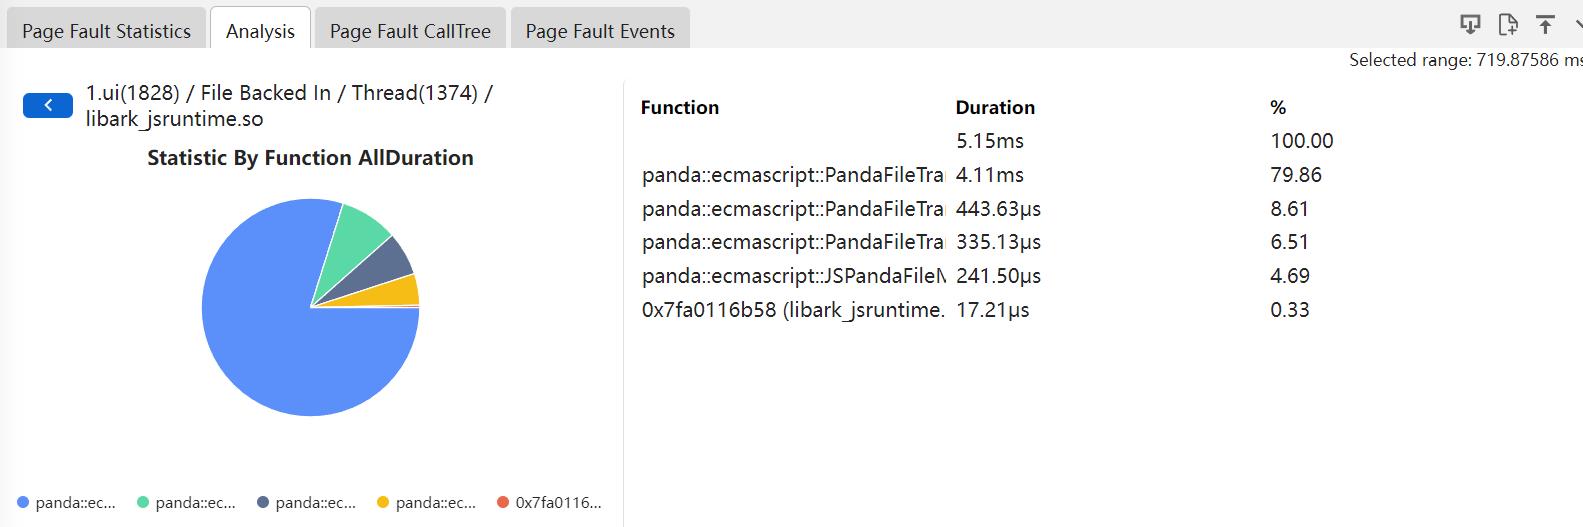 Page Fault Statistics
Analysis
Page Fault CallTree
Page Fault Events
Selected range: 719.87586 ms
1.ui(1828) / File Backed In / Thread(1374) /
libark_jsruntime.so
Statistic By Function AllDuration
panda::ec...
panda::ec...
panda::ec...
panda::ec...
0x7fa0116...
Function Duration %
5.15ms 100.00
panda::ecmascript::PandaFileTra 4.11ms 79.86
panda::ecmascript::PandaFileTra 443.63µs 8.61
panda::ecmascript::PandaFileTra 335.13µs 6.51
panda::ecmascript::JSPandaFileM 241.50µs 4.69
0x7fa0116b58 (libark_jsruntime. 17.21µs 0.33